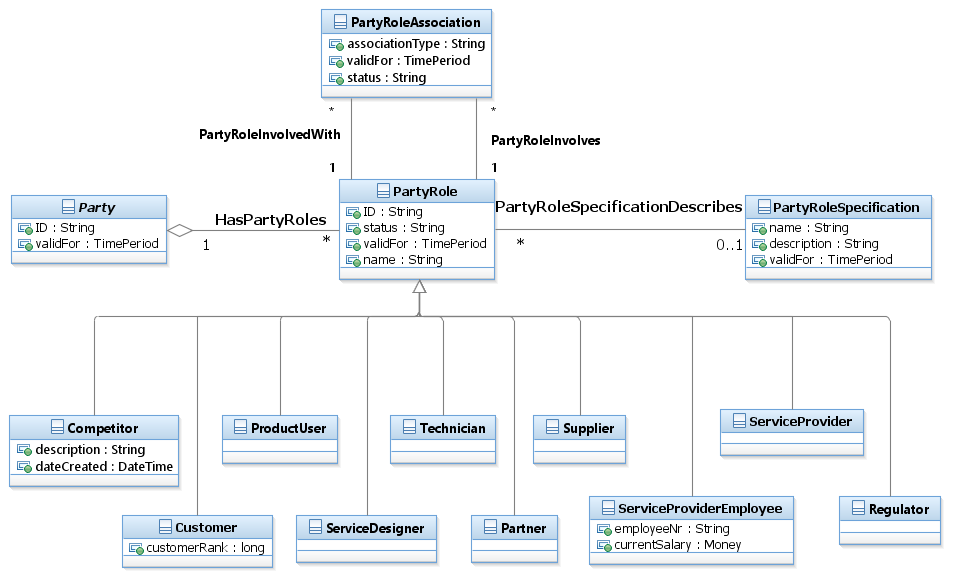 PartyRoleAssociation
associationType : String
validFor : TimePeriod
status : String
*
*
PartyRoleInvolvedWith
PartyRoleInvolves
1
1
Party
ID : String
validFor : TimePeriod
HasPartyRoles
1
*
PartyRole
ID : String
status : String
validFor : TimePeriod
name : String
PartyRoleSpecificationDescribes
*
0..1
PartyRoleSpecification
name : String
description : String
validFor : TimePeriod
Competitor
description : String
dateCreated : DateTime
ProductUser
Technician
Supplier
ServiceProvider
Customer
customerRank : long
ServiceDesigner
Partner
ServiceProviderEmployee
employeeNr : String
currentSalary : Money
Regulator